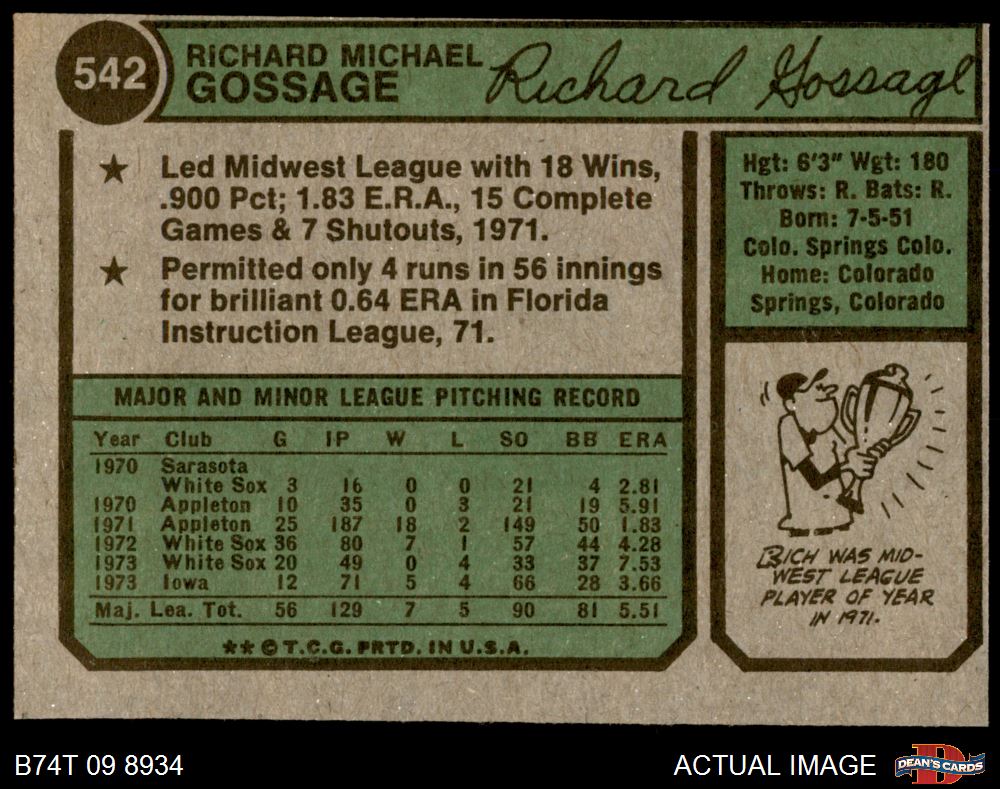 542
RICHARD MICHAEL
GOSSAGE
Richard Gossage
★ Led Midwest League with 18 Wins,
.900 Pct; 1.83 E.R.A., 15 Complete
Games & 7 Shutouts, 1971.
★ Permitted only 4 runs in 56 innings
for brilliant 0.64 ERA in Florida
Instruction League, 71.
Hgt: 6'3" Wgt: 180
Throws: R. Bats: R.
Born: 7-5-51
Colo. Springs Colo.
Home: Colorado
Springs, Colorado
MAJOR AND MINOR LEAGUE PITCHING RECORD
Year Club G IP W L SO BB ERA
1970 Sarasota
White Sox 3 16 0 0 21 4 2.81
1970 Appleton 10 35 0 3 21 19 5.91
1971 Appleton 25 187 18 2 149 50 1.83
1972 White Sox 36 80 7 1 57 44 4.28
1973 White Sox 20 49 0 4 33 37 7.53
1973 Iowa 12 71 5 4 66 28 3.66
Maj. Lea. Tot. 56 129 7 5 90 81 5.51
**© T.C.G. PRTD. IN U.S.A.
RICH WAS MID-
WEST LEAGUE
PLAYER OF YEAR
IN 1971.
B74T 09 8934
ACTUAL IMAGE
D
DEAN'S CARDS